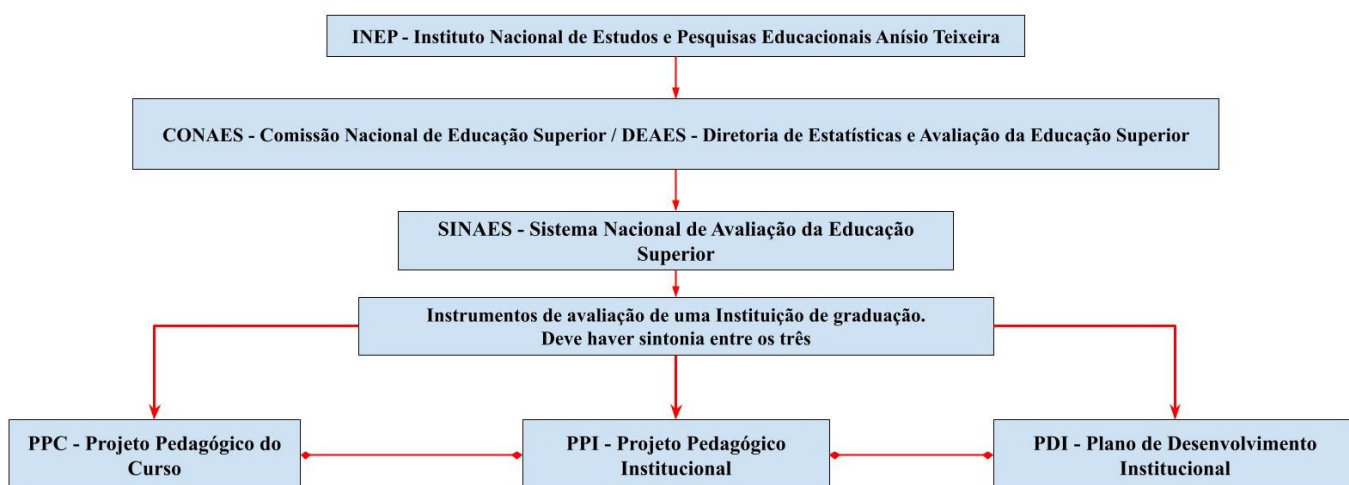 INEP - Instituto Nacional de Estudos e Pesquisas Educacionais Anísio Teixeira
CONAES - Comissão Nacional de Educação Superior / DEAES - Diretoria de Estatísticas e Avaliação da Educação Superior
SINAES - Sistema Nacional de Avaliação da Educação
Superior
Instrumentos de avaliação de uma Instituição de graduação.
Deve haver sintonia entre os três
PPC - Projeto Pedagógico do
Curso
PPI - Projeto Pedagógico
Institucional
PDI - Plano de Desenvolvimento
Institucional